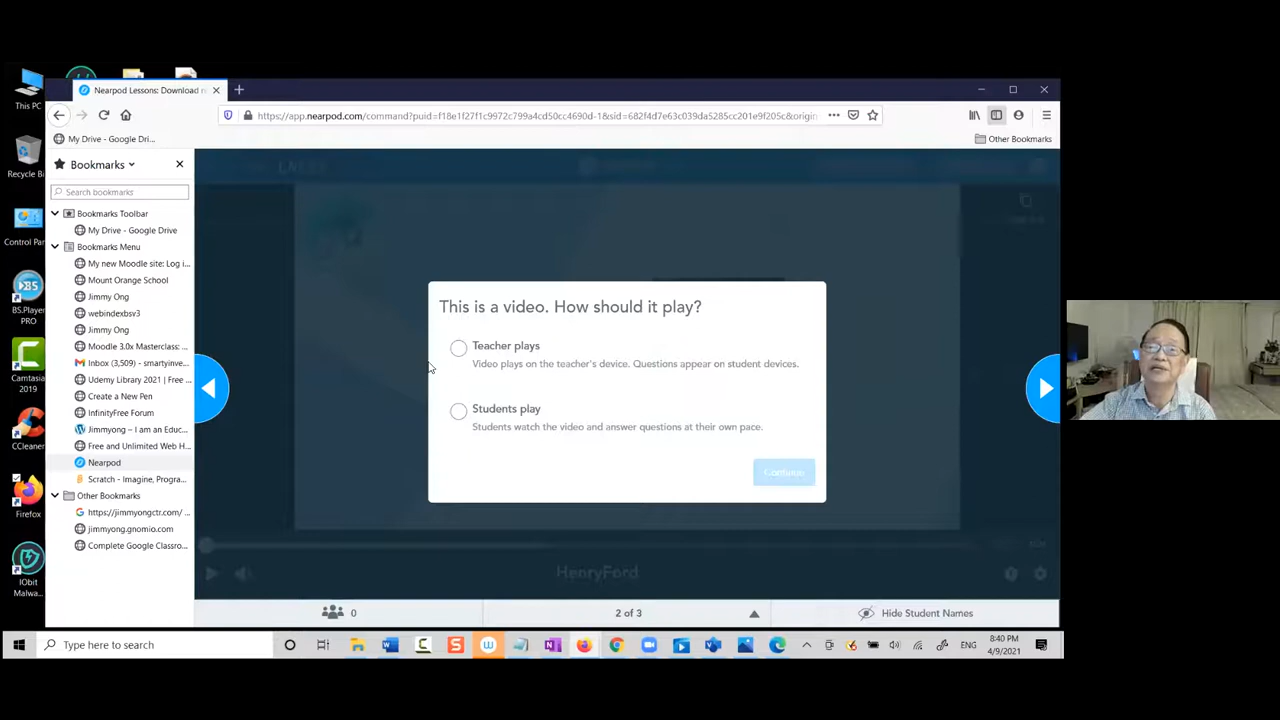 This PC
Nearpod Lessons: Download r
https://app.nearpod.com/command?puid=f18e1f27f1c9972c799a4cd50cc4690d-1&sid=682f4d7e63c039da5285cc201e9f205c&origin
My Drive - Google Dri...
Other Bookmarks
Recycle Bi
Bookmarks
Search bookmarks
Bookmarks Toolbar
My Drive - Google Drive
Control Pan
Bookmarks Menu
My new Moodle site: Log i...
Mount Orange School
Jimmy Ong
BS.Player PRO
webindexbsv3
Jimmy Ong
Moodle 3.0x Masterclass: ...
Inbox (3,509) – smartyinve...
Camtasia 2019
Udemy Library 2021 | Free ...
Create a New Pen
InfinityFree Forum
Jimmyong – I am an Educ...
CCleaner
Free and Unlimited Web H...
Nearpod
Scratch - Imagine, Progra...
Other Bookmarks
Firefox
https://jimmyongctr.com/ ...
jimmyong.gnomio.com
Complete Google Classro...
IObit Malwa...
This is a video. How should it play?
Teacher plays
Video plays on the teacher's device. Questions appear on student devices.
Students play
Students watch the video and answer questions at their own pace.
Continue
HenryFord
0
2 of 3
Hide Student Names
Type here to search
ENG
8:40 PM
4/9/2021